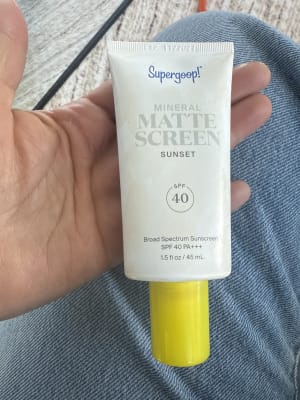 Supergoop!
MINERAL
MATTE
SCREEN
SUNSET
SPF
40
Broad Spectrum Sunscreen
SPF 40 PA+++
1.5 fl oz / 45 mL